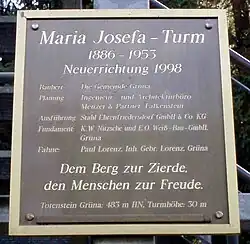 Maria Josefa-Turm
1886-1953
Neuerrichtung 1998
Bauherr: Die Gemeinde Grüna
Planung: Ingenieur- und Architekturbüro
Menzer & Partner Falkenstein
Ausführung: Stahl Ehrenfriedersdorf GmbH & Co. KG
Fundament: K.W. Nitzsche und E.O. Weiß-Bau-GmbH,
Grüna
Fahne: Paul Lorenz, Inh. Gebr. Lorenz, Grüna
Dem Berg zur Zierde,
den Menschen zur Freude.
Totenstein Grüna: 483 m HN, Turmhöhe: 30 m